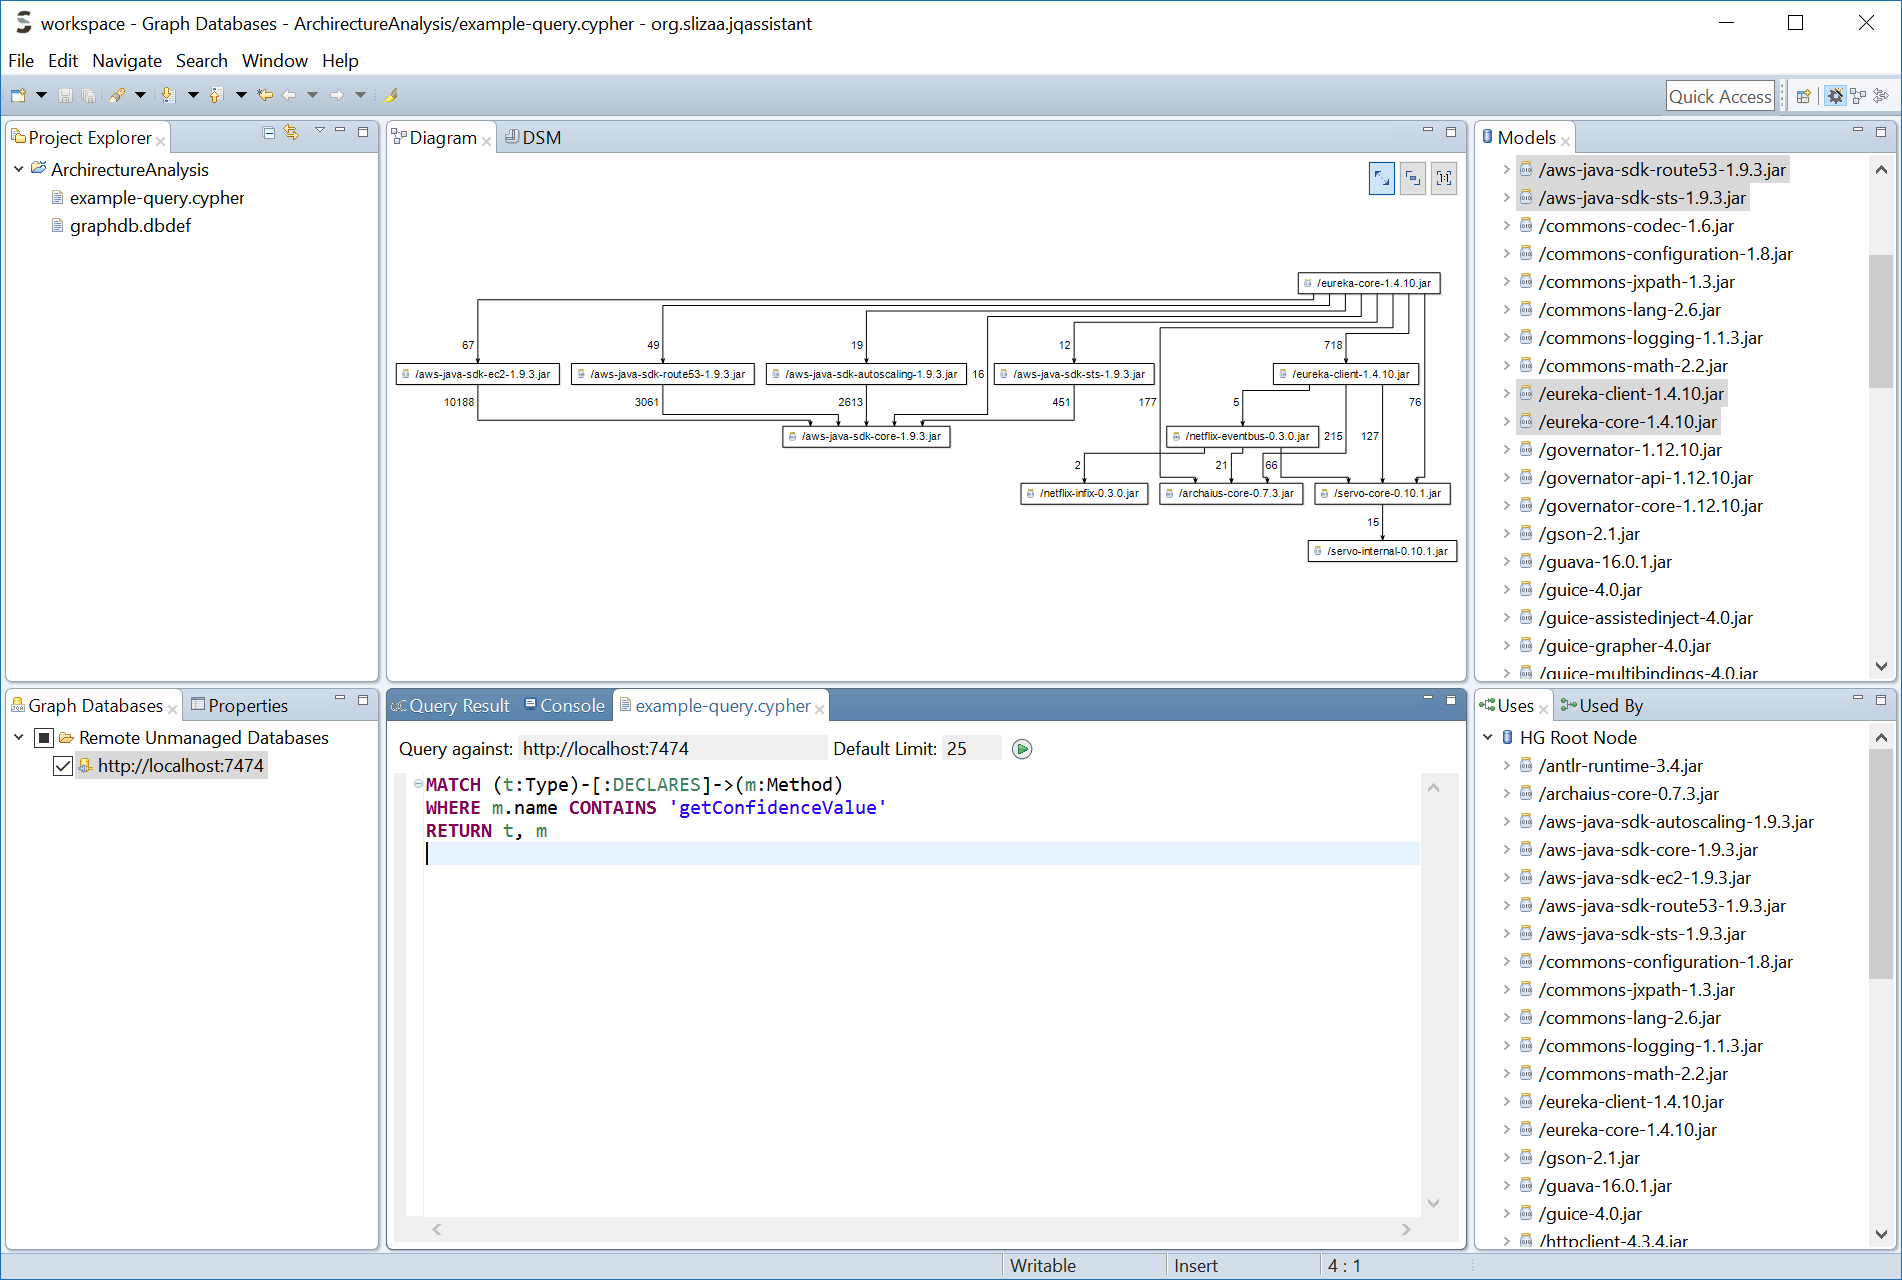 workspace - Graph Databases - ArchirectureAnalysis/example-query.cypher - org.slizaa.jqassistant
File Edit Navigate Search Window Help
Quick Access
Project Explorer
ArchirectureAnalysis
example-query.cypher
graphdb.dbdef
Diagram DSM
/eureka-core-1.4.10.jar
67 49 19 12 718
/aws-java-sdk-ec2-1.9.3.jar /aws-java-sdk-route53-1.9.3.jar /aws-java-sdk-autoscaling-1.9.3.jar 16 /aws-java-sdk-sts-1.9.3.jar /eureka-client-1.4.10.jar
10188 3061 2613 451 177 5 76
/aws-java-sdk-core-1.9.3.jar /netflix-eventbus-0.3.0.jar 215 127
2 21 66
/netflix-infix-0.3.0.jar /archaius-core-0.7.3.jar /servo-core-0.10.1.jar
15
/servo-internal-0.10.1.jar
Models
/aws-java-sdk-route53-1.9.3.jar
/aws-java-sdk-sts-1.9.3.jar
/commons-codec-1.6.jar
/commons-configuration-1.8.jar
/commons-jxpath-1.3.jar
/commons-lang-2.6.jar
/commons-logging-1.1.3.jar
/commons-math-2.2.jar
/eureka-client-1.4.10.jar
/eureka-core-1.4.10.jar
/governator-1.12.10.jar
/governator-api-1.12.10.jar
/governator-core-1.12.10.jar
/gson-2.1.jar
/guava-16.0.1.jar
/guice-4.0.jar
/guice-assistedinject-4.0.jar
/guice-grapher-4.0.jar
/guice-multibindings-4.0.jar
Graph Databases Properties
Remote Unmanaged Databases
http://localhost:7474
Query Result Console example-query.cypher
Query against: http://localhost:7474 Default Limit: 25
MATCH (t:Type)-[:DECLARES]->(m:Method)
WHERE m.name CONTAINS 'getConfidenceValue'
RETURN t, m
Uses Used By
HG Root Node
/antlr-runtime-3.4.jar
/archaius-core-0.7.3.jar
/aws-java-sdk-autoscaling-1.9.3.jar
/aws-java-sdk-core-1.9.3.jar
/aws-java-sdk-ec2-1.9.3.jar
/aws-java-sdk-route53-1.9.3.jar
/aws-java-sdk-sts-1.9.3.jar
/commons-configuration-1.8.jar
/commons-jxpath-1.3.jar
/commons-lang-2.6.jar
/commons-logging-1.1.3.jar
/commons-math-2.2.jar
/eureka-client-1.4.10.jar
/eureka-core-1.4.10.jar
/gson-2.1.jar
/guava-16.0.1.jar
/guice-4.0.jar
/httpclient-4.3.4.jar
Writable Insert 4 : 1